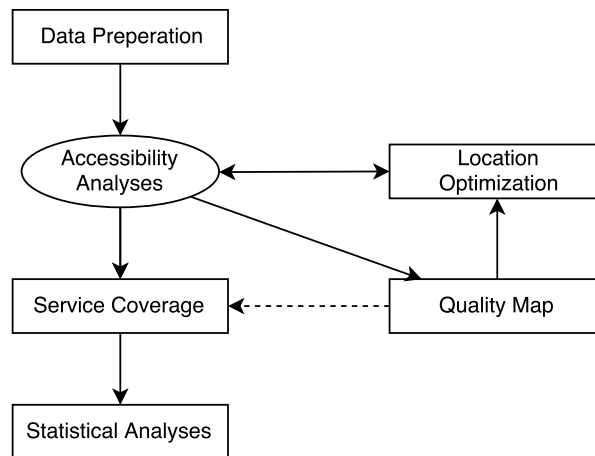 Data Preperation
Accessibility
Analyses
Location
Optimization
Service Coverage
Quality Map
Statistical Analyses